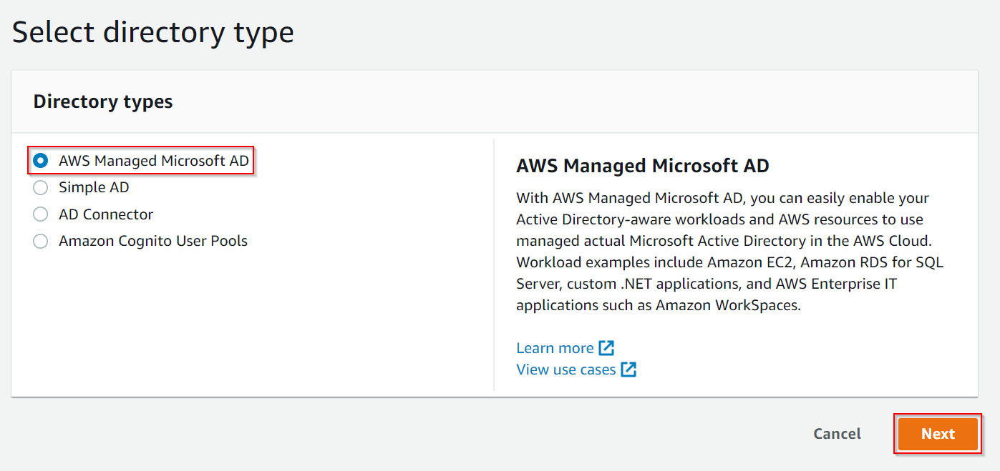 Select directory type
Directory types
AWS Managed Microsoft AD
Simple AD
AD Connector
Amazon Cognito User Pools
AWS Managed Microsoft AD
With AWS Managed Microsoft AD, you can easily enable your
Active Directory-aware workloads and AWS resources to use
managed actual Microsoft Active Directory in the AWS Cloud.
Workload examples include Amazon EC2, Amazon RDS for SQL
Server, custom .NET applications, and AWS Enterprise IT
applications such as Amazon WorkSpaces.
Learn more
View use cases
Cancel
Next